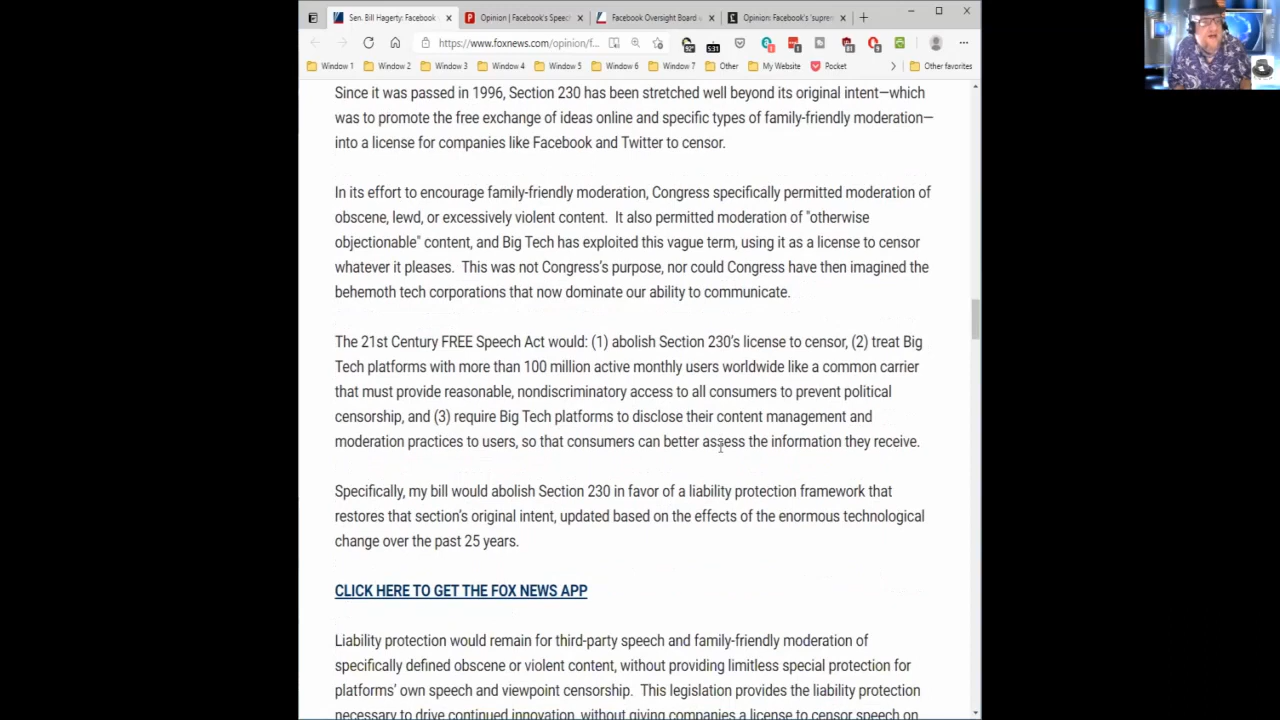 Sen. Bill Hagerty: Facebook
Opinion | Facebook's Speech
Facebook Oversight Board
Opinion: Facebook's 'supre
https://www.foxnews.com/opinion/f...
Window 1
Window 2
Window 3
Window 4
Window 5
Window 6
Window 7
Other
My Website
Pocket
Other favorites
Since it was passed in 1996, Section 230 has been stretched well beyond its original intent—which
was to promote the free exchange of ideas online and specific types of family-friendly moderation—
into a license for companies like Facebook and Twitter to censor.
In its effort to encourage family-friendly moderation, Congress specifically permitted moderation of
obscene, lewd, or excessively violent content. It also permitted moderation of "otherwise
objectionable" content, and Big Tech has exploited this vague term, using it as a license to censor
whatever it pleases. This was not Congress's purpose, nor could Congress have then imagined the
behemoth tech corporations that now dominate our ability to communicate.
The 21st Century FREE Speech Act would: (1) abolish Section 230's license to censor, (2) treat Big
Tech platforms with more than 100 million active monthly users worldwide like a common carrier
that must provide reasonable, nondiscriminatory access to all consumers to prevent political
censorship, and (3) require Big Tech platforms to disclose their content management and
moderation practices to users, so that consumers can better assess the information they receive.
Specifically, my bill would abolish Section 230 in favor of a liability protection framework that
restores that section's original intent, updated based on the effects of the enormous technological
change over the past 25 years.
CLICK HERE TO GET THE FOX NEWS APP
Liability protection would remain for third-party speech and family-friendly moderation of
specifically defined obscene or violent content, without providing limitless special protection for
platforms' own speech and viewpoint censorship. This legislation provides the liability protection
necessary to drive continued innovation, without giving companies a license to censor speech on